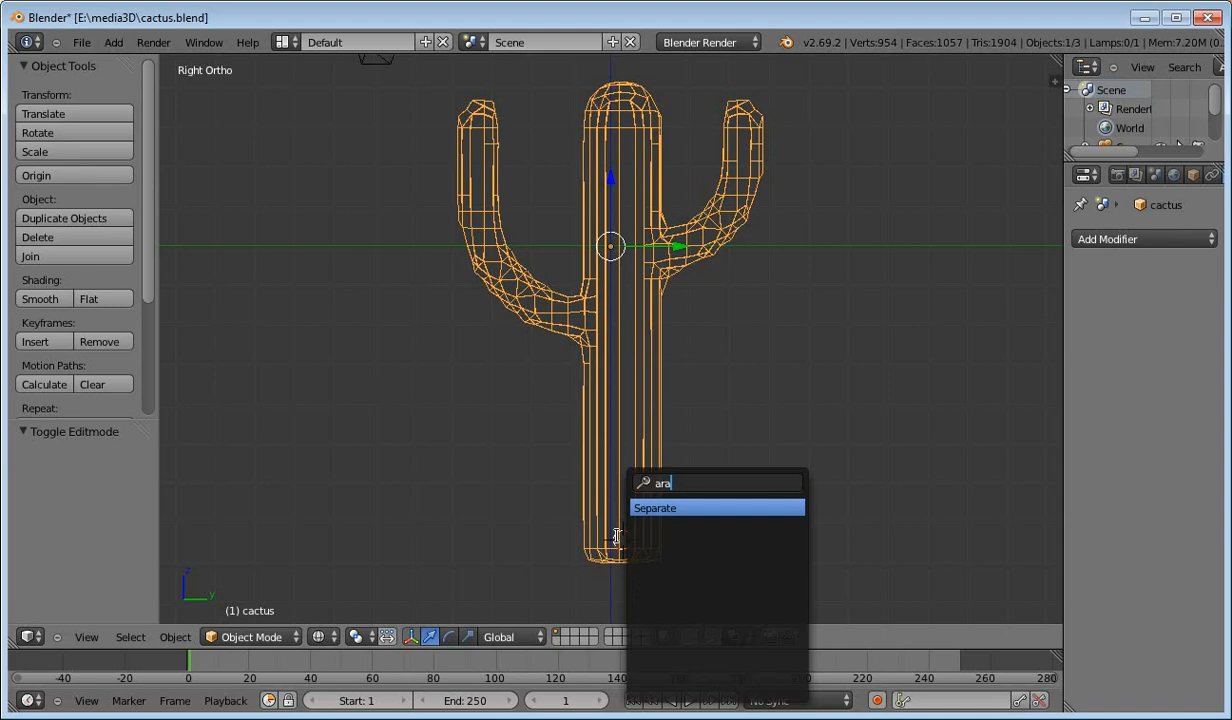 Blender* [E:\media3D\cactus.blend]
File Add Render Window Help Default Scene Blender Render v2.69.2 | Verts:954 | Faces:1057 | Tris:1904 | Objects:1/3 | Lamps:0/1 | Mem:7.20M (0.
Object Tools
Transform:
Translate
Rotate
Scale
Origin
Object:
Duplicate Objects
Delete
Join
Shading:
Smooth Flat
Keyframes:
Insert Remove
Motion Paths:
Calculate Clear
Repeat:
Toggle Editmode
Right Ortho
ara
Separate
z
y
(1) cactus
View Select Object Object Mode Global
View Search
Scene
World
cactus
Add Modifier
-40 -20 0 20 40 60 80 100 120 140 220 240 260 280
View Marker Frame Playback Start: 1 End: 250 1 No Sync